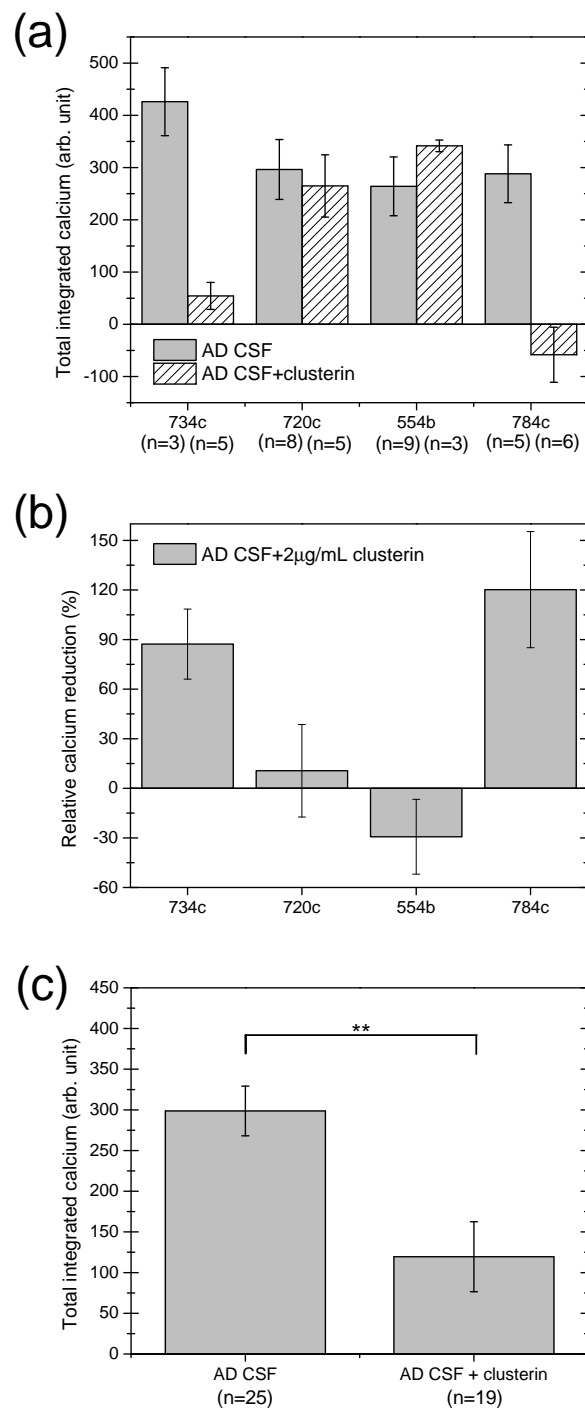 (a)
500
400
300
200
100
0
-100
Total integrated calcium (arb. unit)
AD CSF
AD CSF+clusterin
734c 720c 554b 784c
(n=3) (n=5) (n=8) (n=5) (n=9) (n=3) (n=5) (n=6)
(b)
150
120
90
60
30
0
-30
-60
Relative calcium reduction (%)
AD CSF+2μg/mL clusterin
734c 720c 554b 784c
(c)
450
400
350
300
250
200
150
100
50
0
Total integrated calcium (arb. unit)
**
AD CSF AD CSF + clusterin
(n=25) (n=19)